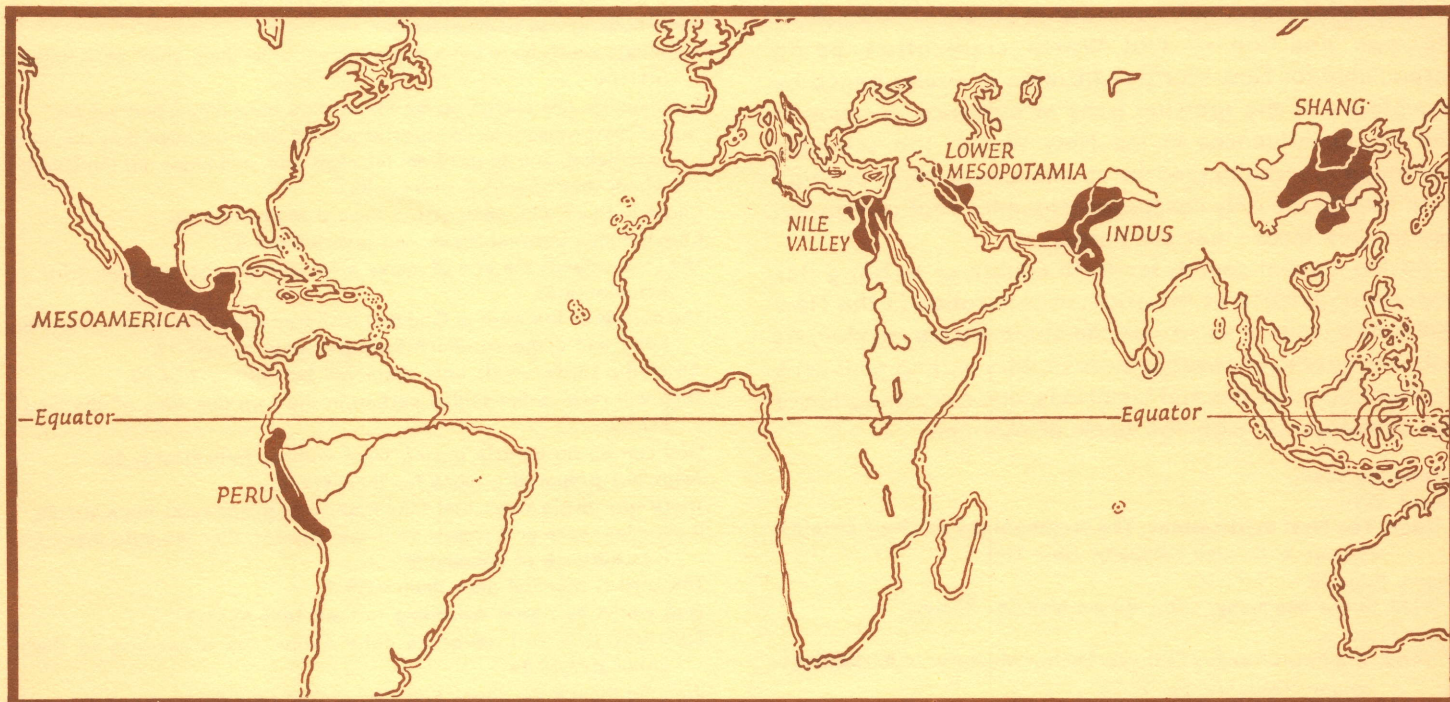 SHANG
LOWER
MESOPOTAMIA
NILE
VALLEY
INDUS
MESOAMERICA
Equator
Equator
PERU